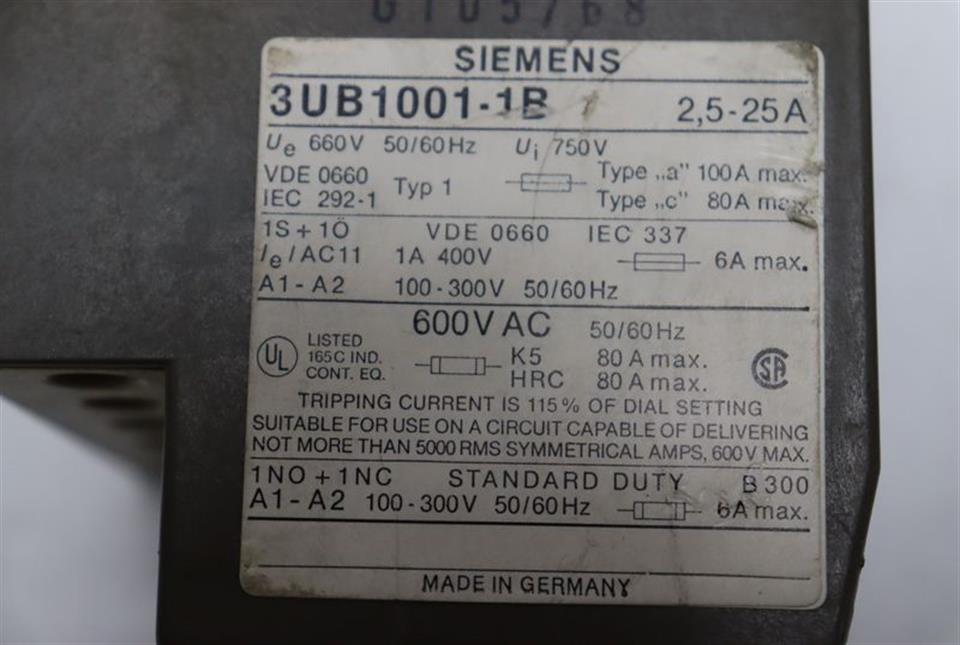 G105768
SIEMENS
3UB1001-1B 2,5-25A
Ue 660V 50/60Hz Ui 750V
VDE 0660 Typ 1 Type „a" 100A max.
IEC 292-1 Type „c" 80A max.
1S + 1Ö VDE 0660 IEC 337
Ie/AC11 1A 400V 6A max.
A1-A2 100-300V 50/60Hz
600V AC 50/60Hz
UL LISTED
165C IND. K5 80A max. SA
CONT. EQ. HRC 80A max.
TRIPPING CURRENT IS 115% OF DIAL SETTING
SUITABLE FOR USE ON A CIRCUIT CAPABLE OF DELIVERING
NOT MORE THAN 5000 RMS SYMMETRICAL AMPS, 600V MAX.
1NO + 1NC STANDARD DUTY B300
A1-A2 100-300V 50/60Hz 6A max.
MADE IN GERMANY